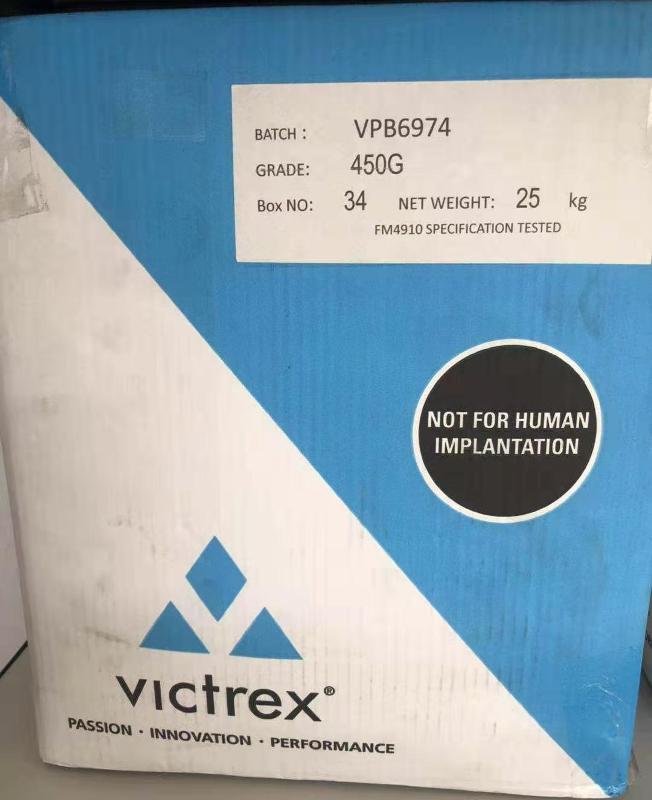 BATCH : VPB6974
GRADE: 450G
Box NO: 34 NET WEIGHT: 25 kg
FM4910 SPECIFICATION TESTED
NOT FOR HUMAN
IMPLANTATION
victrex®
PASSION · INNOVATION · PERFORMANCE